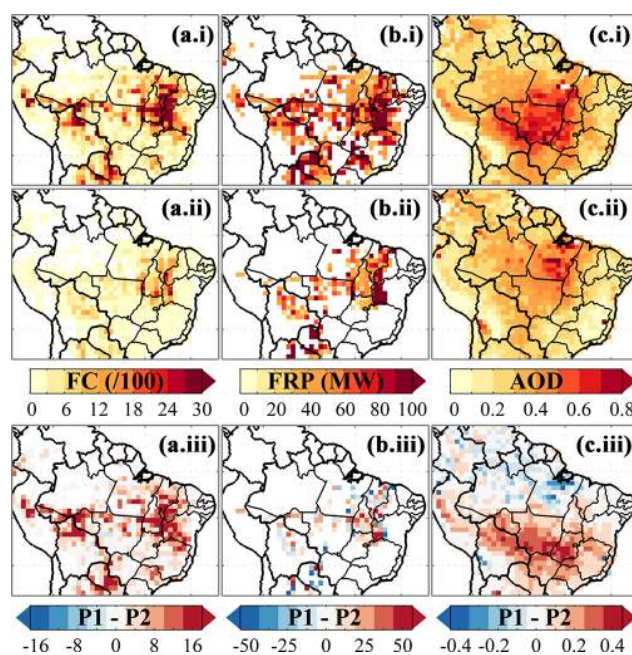 (a.i) (b.i) (c.i)
(a.ii) (b.ii) (c.ii)
FC (/100) FRP (MW) AOD
0 6 12 18 24 30 0 20 40 60 80 100 0 0.2 0.4 0.6 0.8
(a.iii) (b.iii) (c.iii)
P1 - P2 P1 - P2 P1 - P2
-16 -8 0 8 16 -50 -25 0 25 50 -0.4 -0.2 0 0.2 0.4